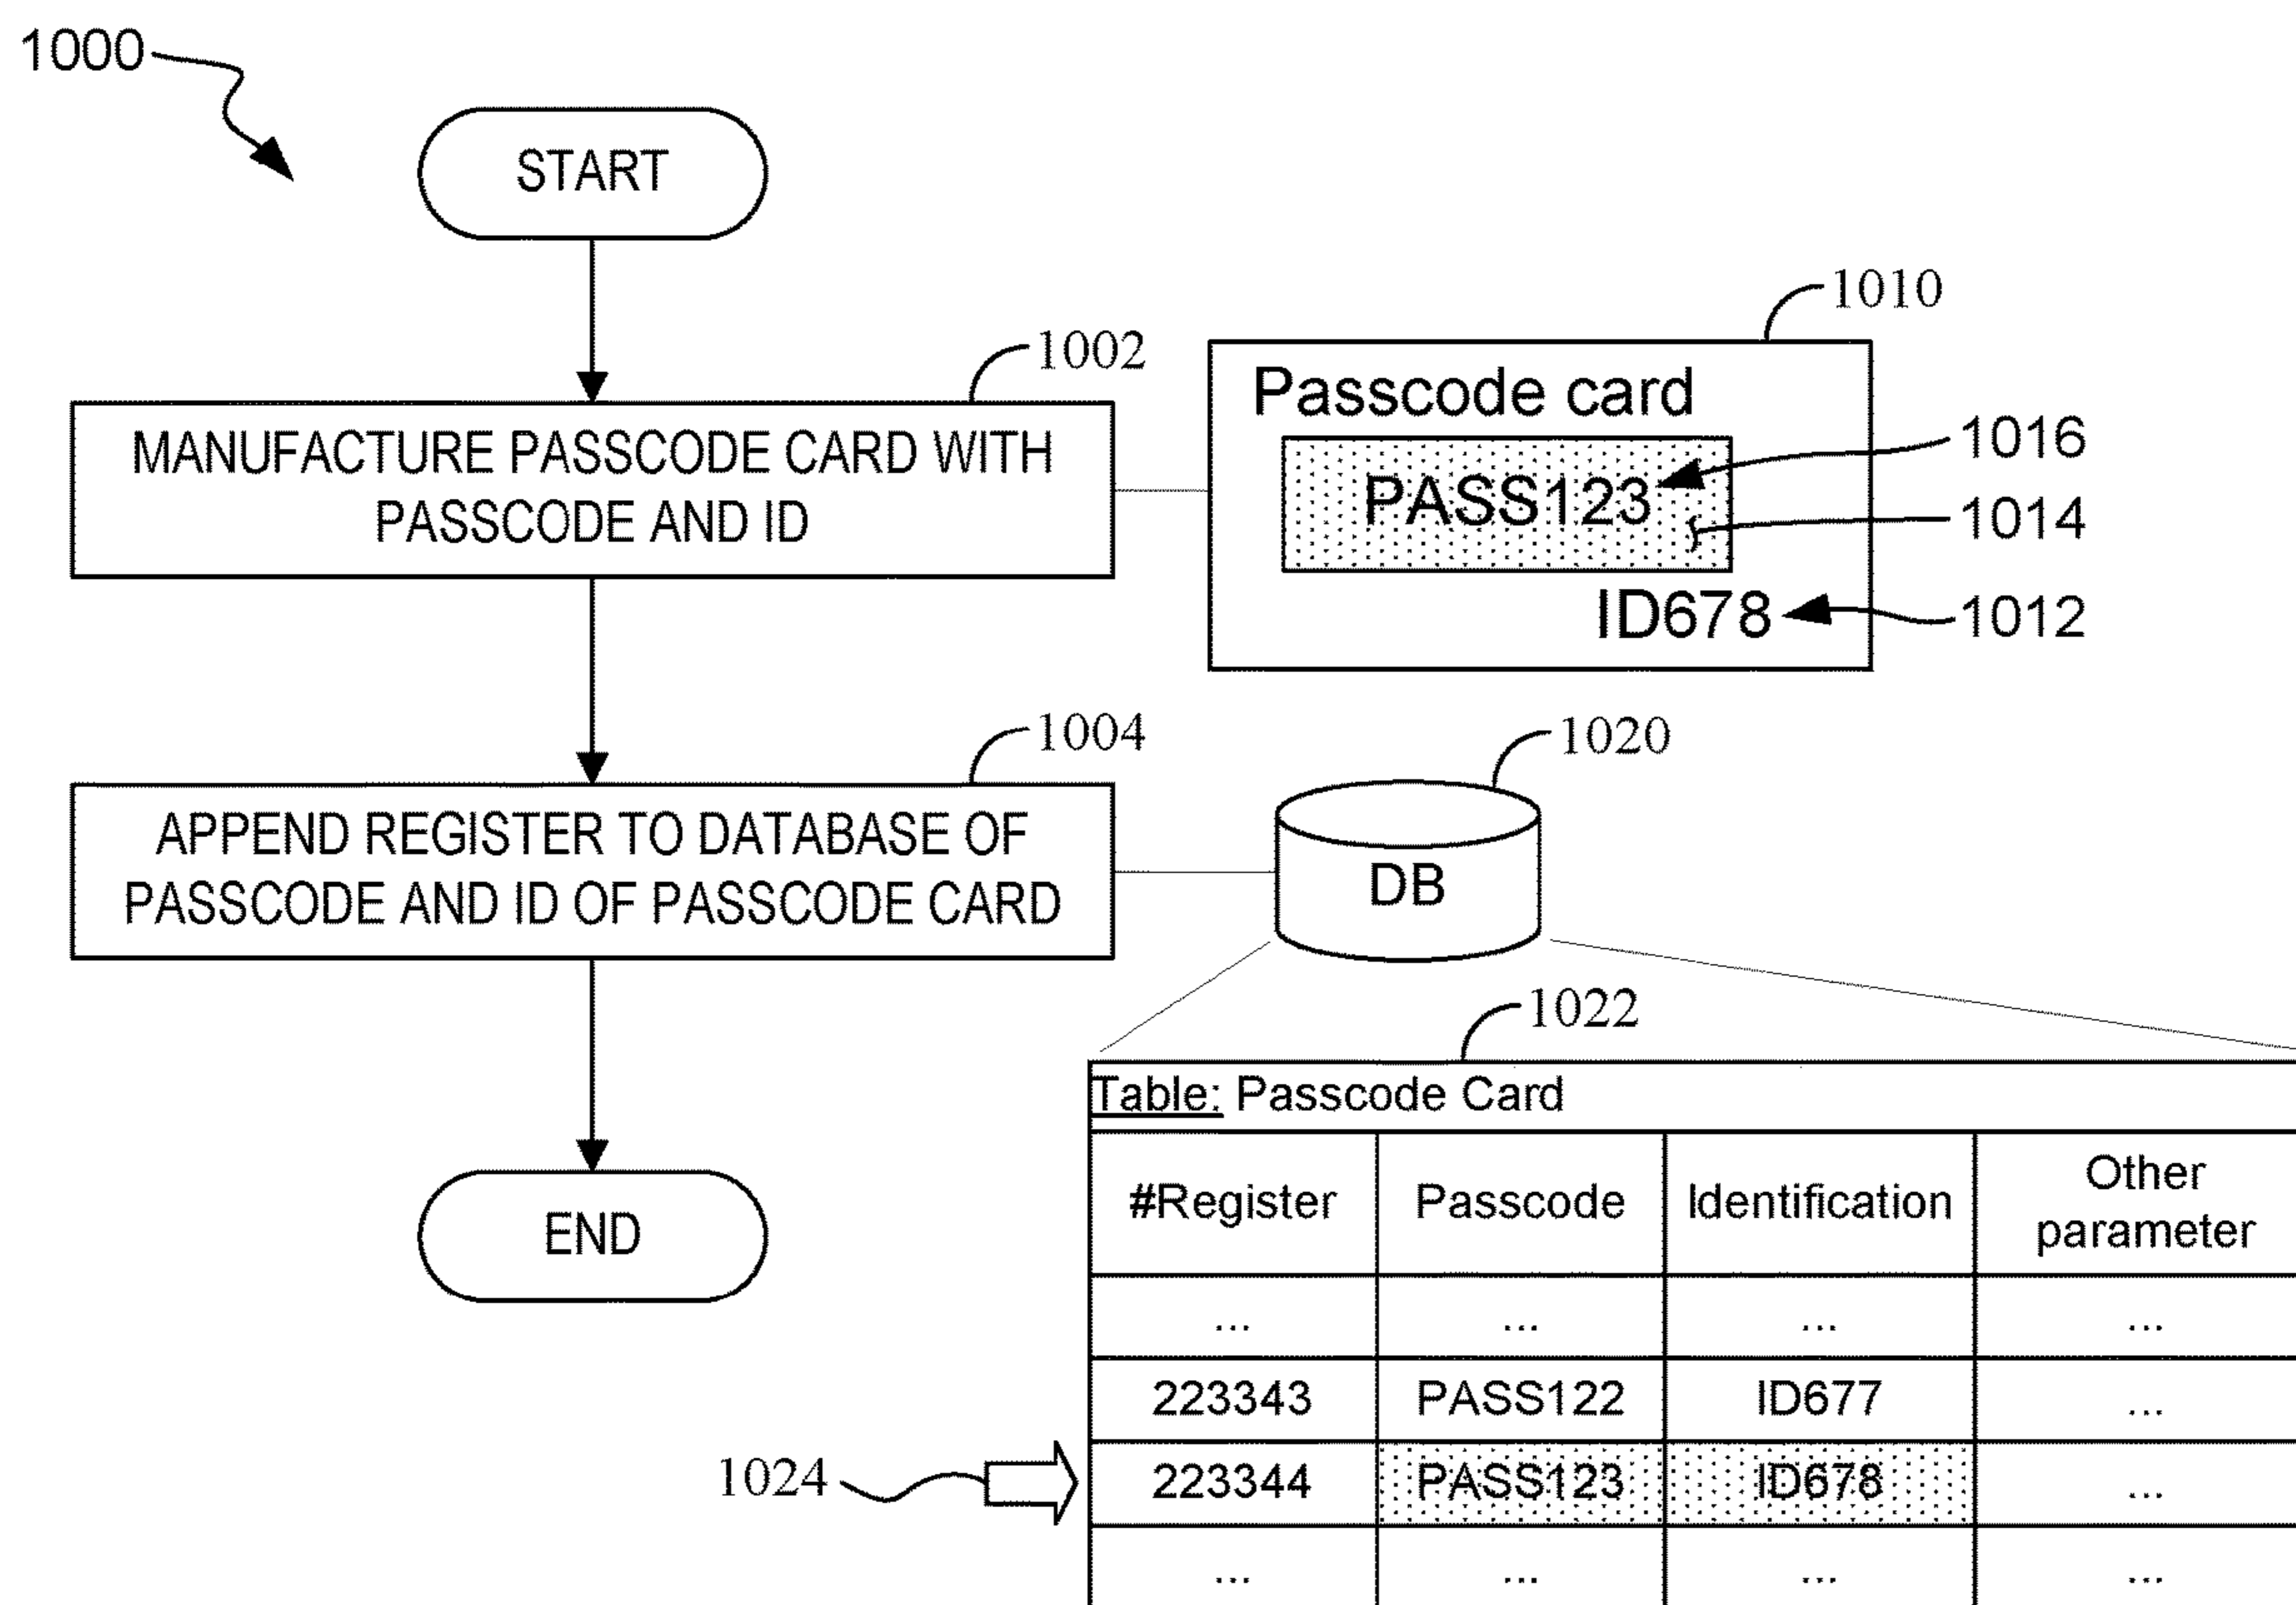 1000
START
1002
MANUFACTURE PASSCODE CARD WITH
PASSCODE AND ID
1010
Passcode card
PASS123
1016
1014
ID678
1012
1004
APPEND REGISTER TO DATABASE OF
PASSCODE AND ID OF PASSCODE CARD
1020
DB
END
1022
Table: Passcode Card
#Register Passcode Identification Other
parameter
... ... ... ...
223343 PASS122 ID677 ...
1024
223344 PASS123 ID678 ...
... ... ... ...